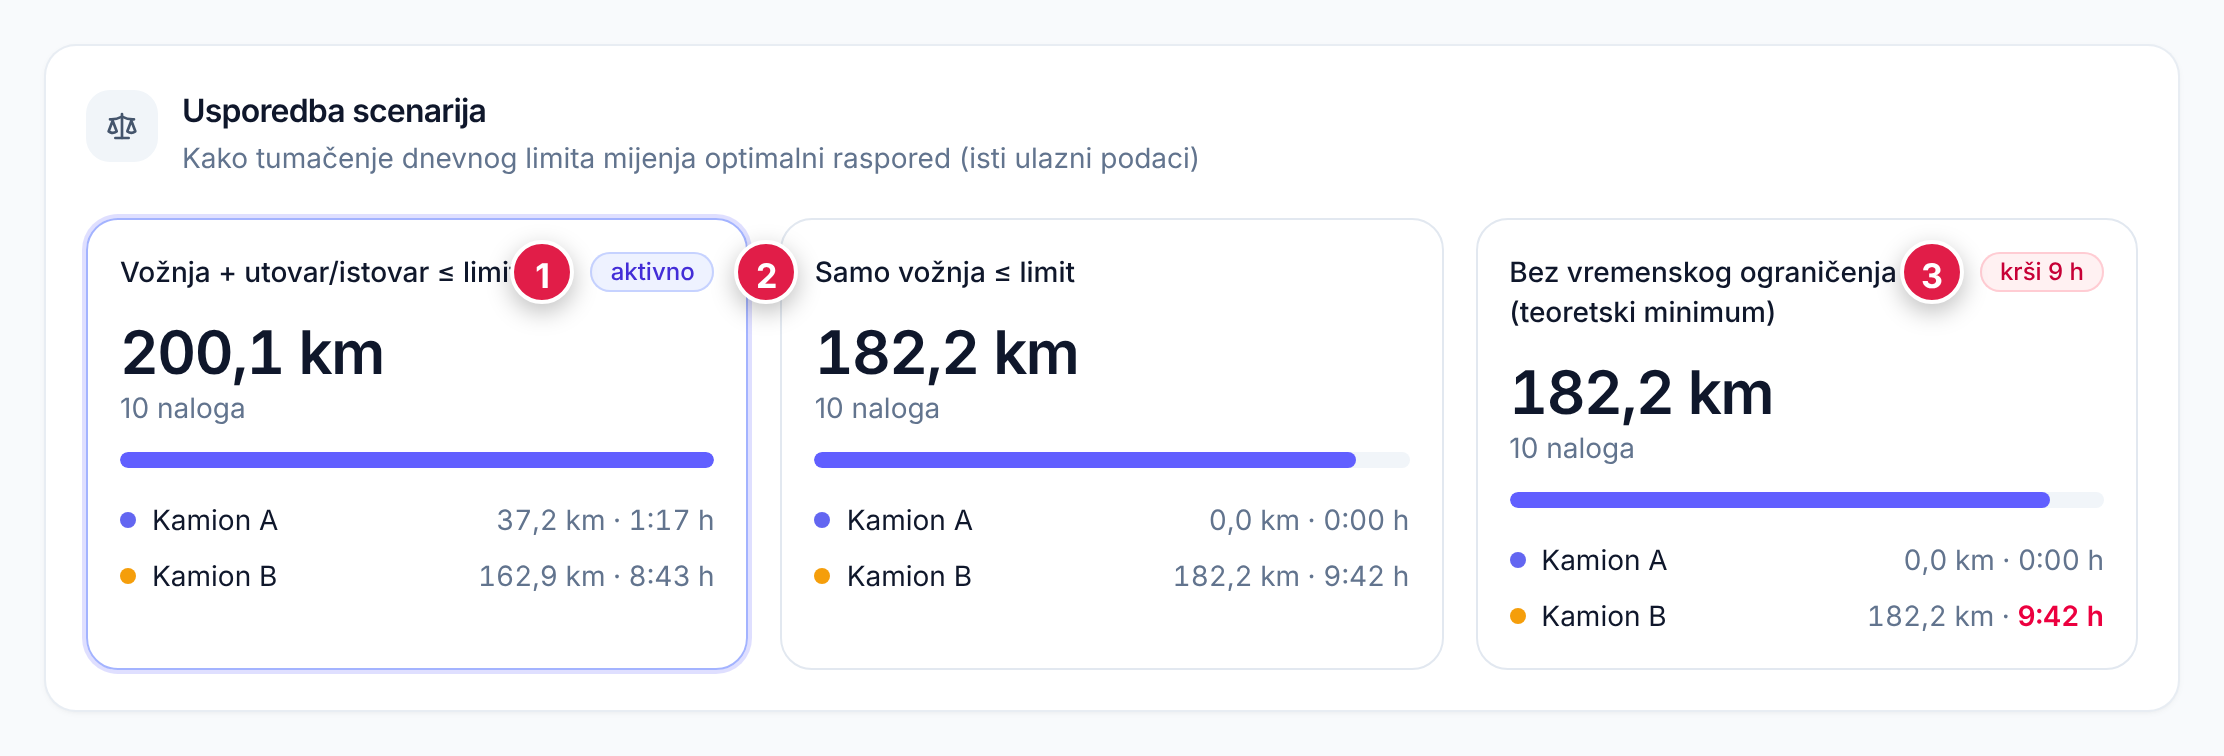 Usporedba scenarija
Kako tumačenje dnevnog limita mijenja optimalni raspored (isti ulazni podaci)
Vožnja + utovar/istovar ≤ limit
1
aktivno
200,1 km
10 naloga
Kamion A
37,2 km · 1:17 h
Kamion B
162,9 km · 8:43 h
2
Samo vožnja ≤ limit
182,2 km
10 naloga
Kamion A
0,0 km · 0:00 h
Kamion B
182,2 km · 9:42 h
Bez vremenskog ograničenja
(teoretski minimum)
3
krši 9 h
182,2 km
10 naloga
Kamion A
0,0 km · 0:00 h
Kamion B
182,2 km · 9:42 h